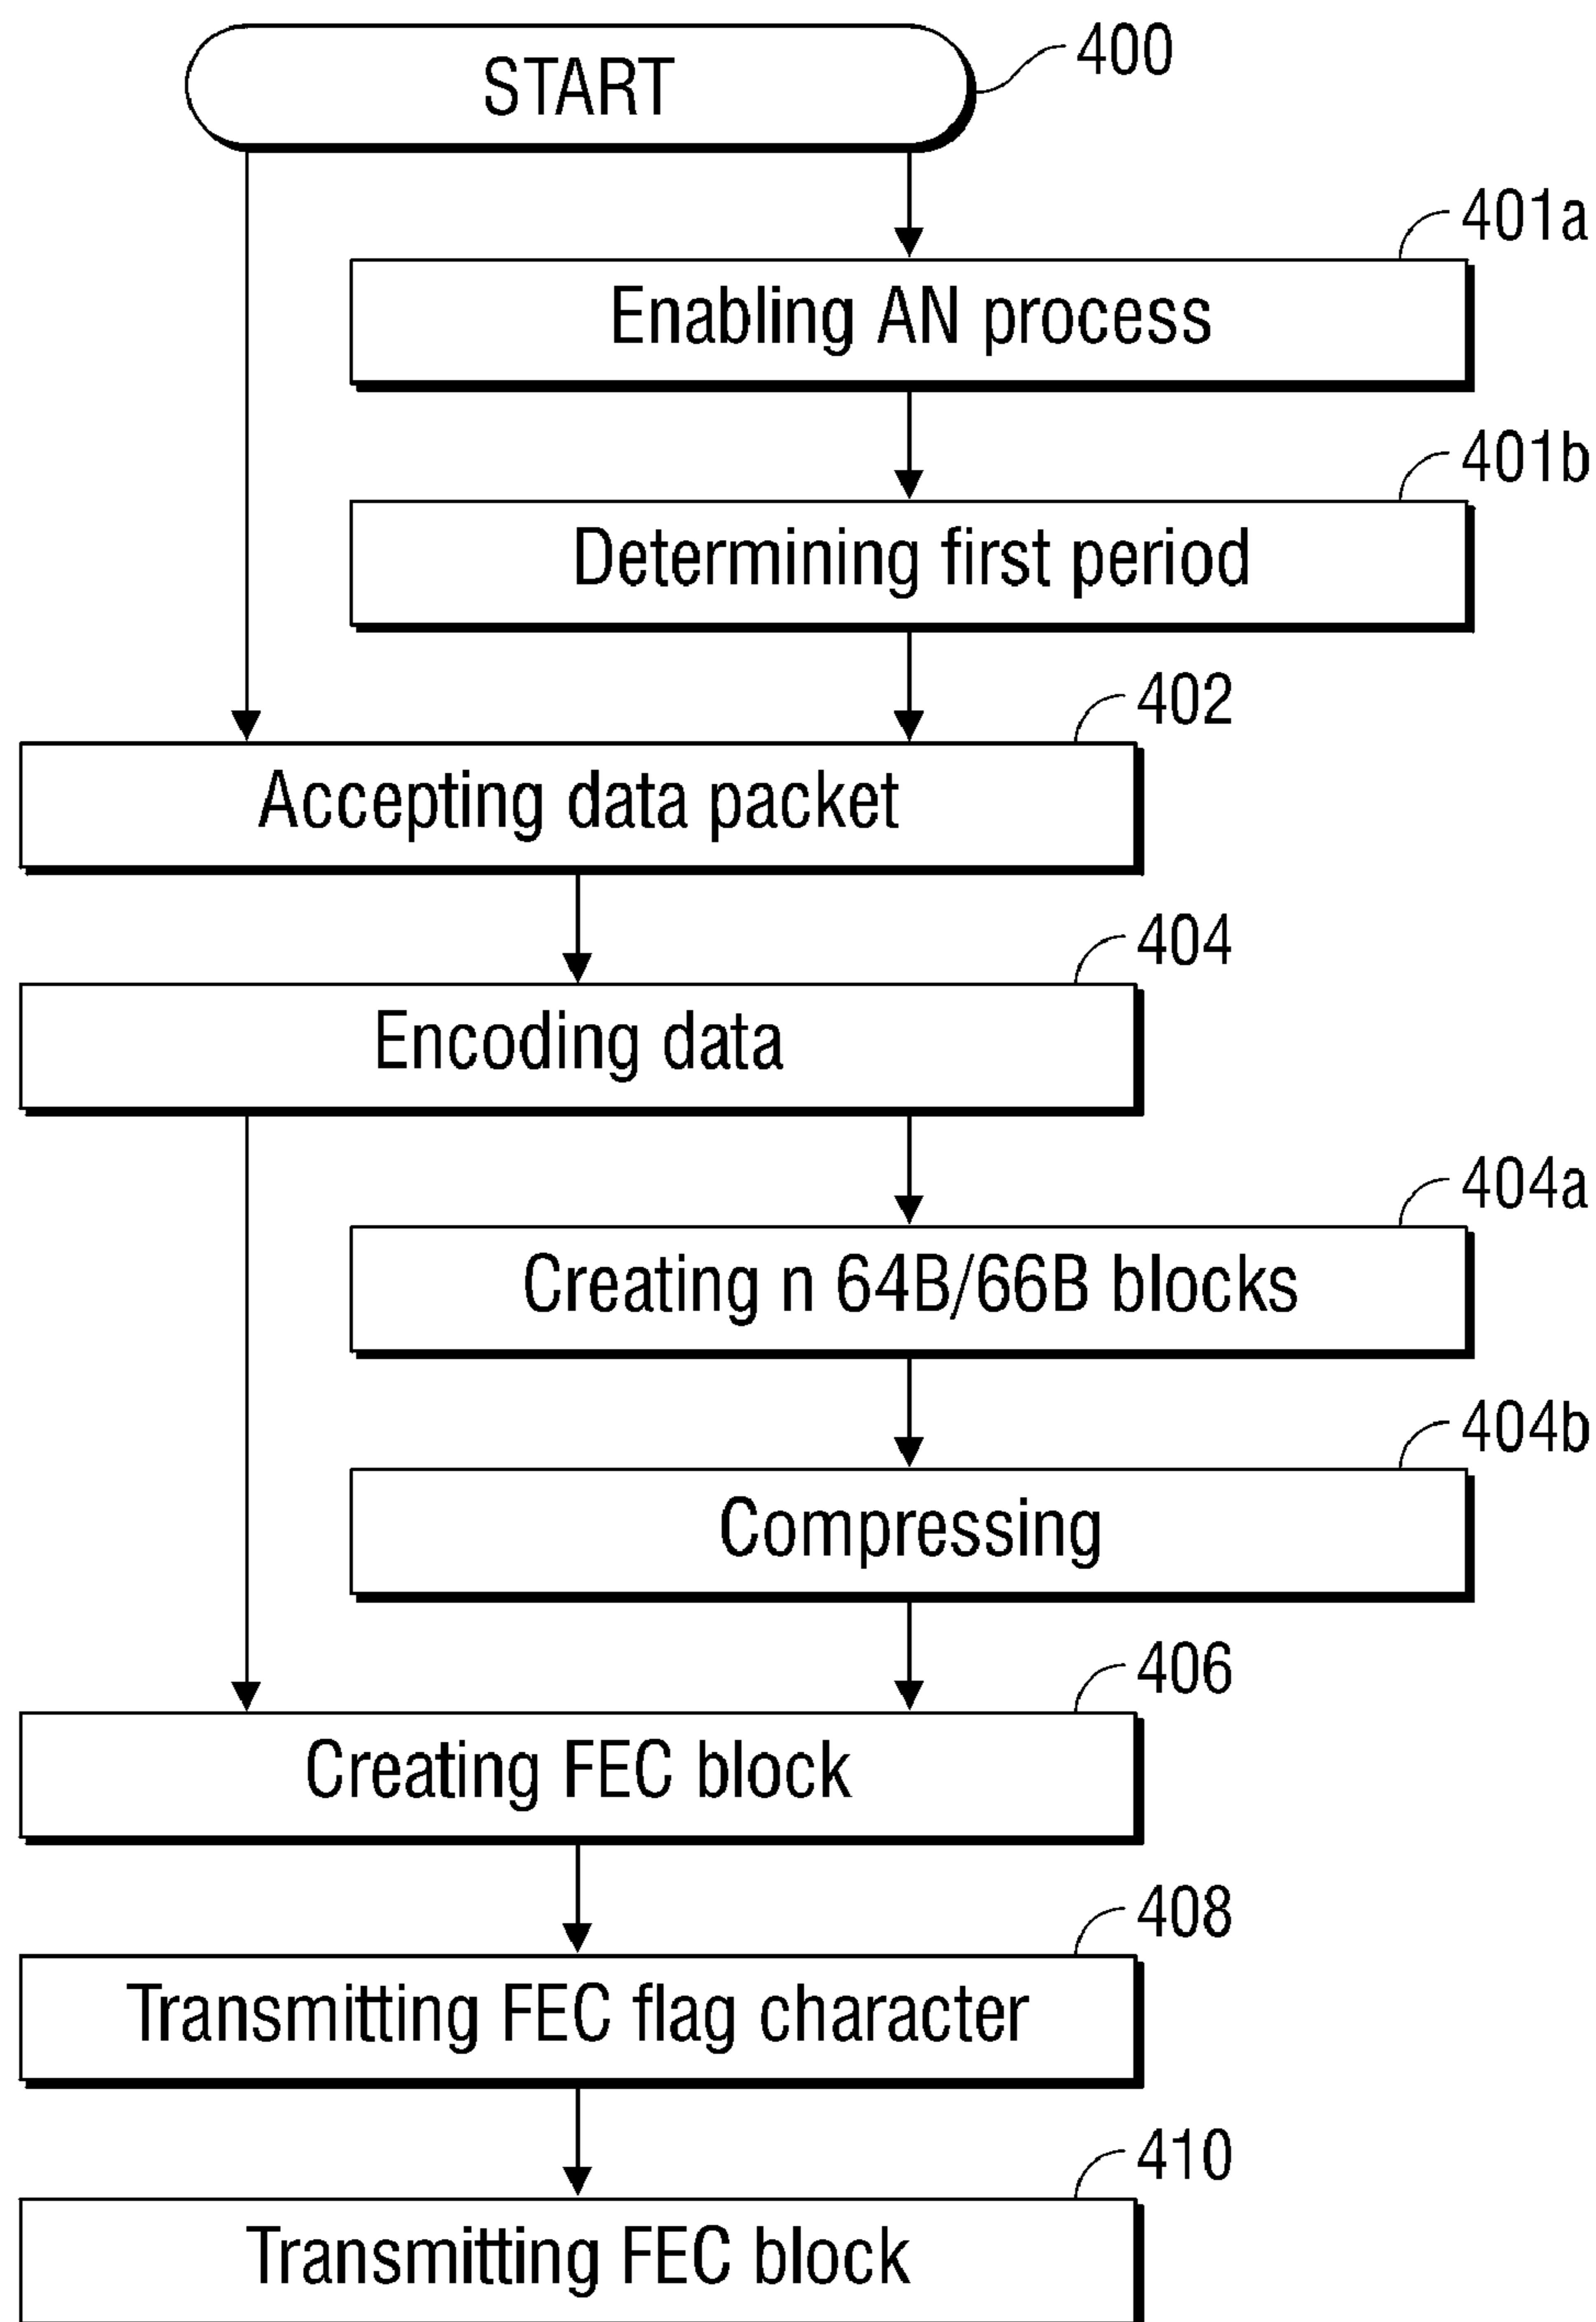 START
400
401a
Enabling AN process
401b
Determining first period
402
Accepting data packet
404
Encoding data
404a
Creating n 64B/66B blocks
404b
Compressing
406
Creating FEC block
408
Transmitting FEC flag character
410
Transmitting FEC block